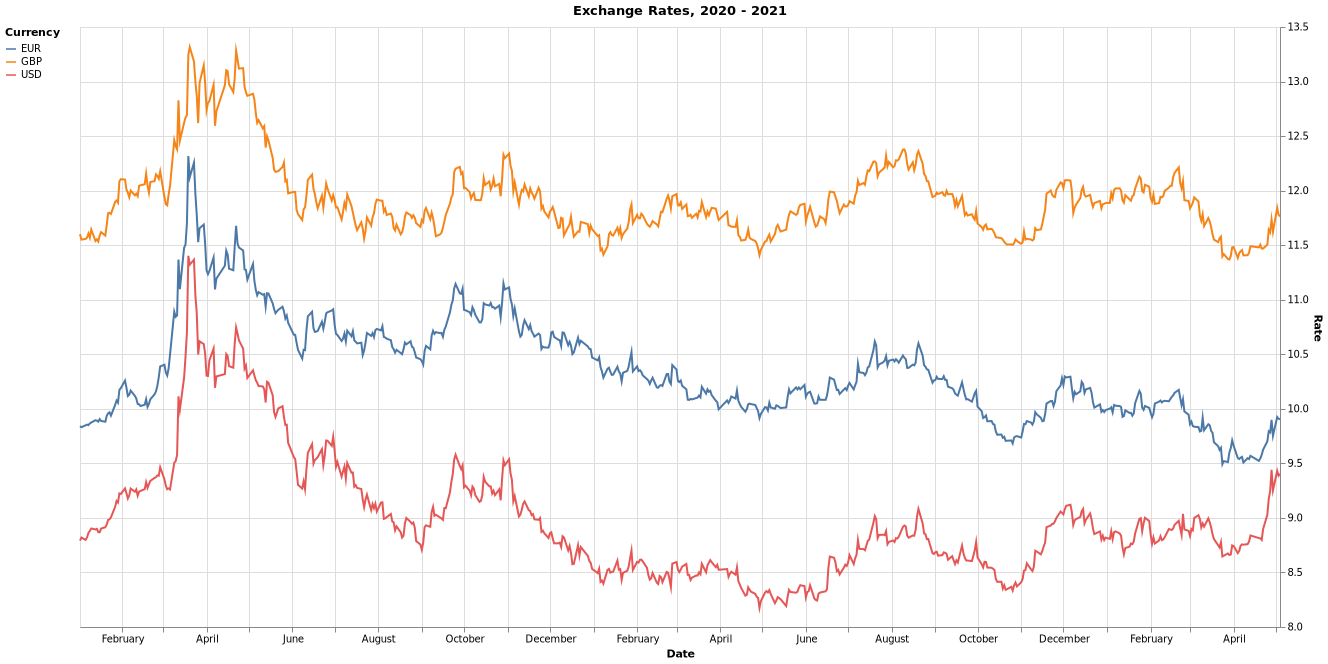 Exchange Rates, 2020 - 2021
Currency
EUR
GBP
USD
13.5
13.0
12.5
12.0
11.5
11.0
10.5
10.0
9.5
9.0
8.5
8.0
Rate
February April June August October December February April June August October December February April
Date